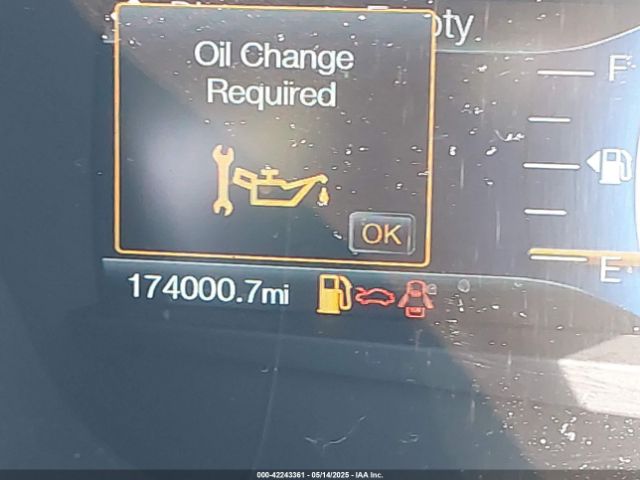 Oil Change
Required
OK
F
E
174000.7mi
000-42243361 - 05/14/2025 - IAA Inc.